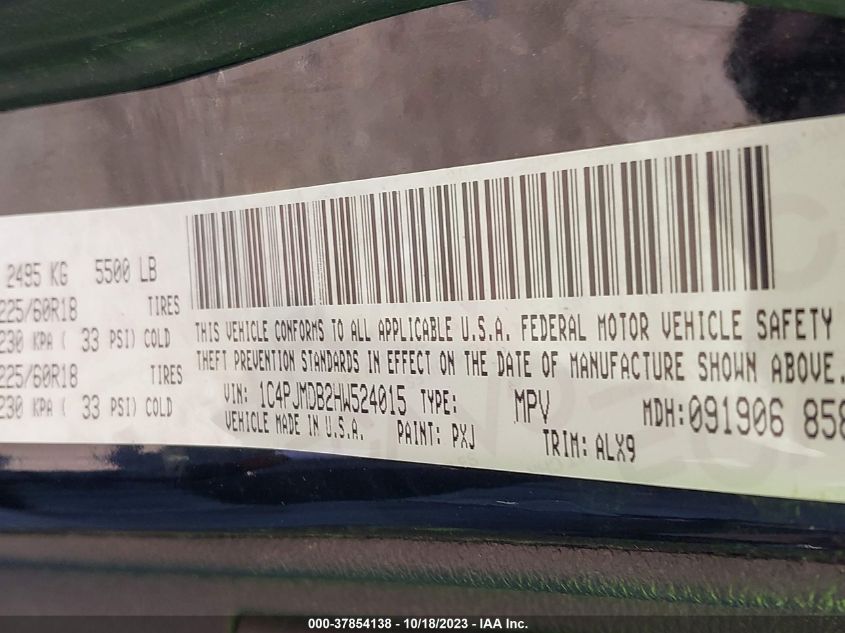 2495 KG 5500 LB
225/60R18 TIRES
230 KPA ( 33 PSI) COLD
225/60R18 TIRES
230 KPA ( 33 PSI) COLD
THIS VEHICLE CONFORMS TO ALL APPLICABLE U.S.A. FEDERAL MOTOR VEHICLE SAFETY
THEFT PREVENTION STANDARDS IN EFFECT ON THE DATE OF MANUFACTURE SHOWN ABOVE.
VIN: 1C4PJMDB2HW524015 TYPE: MPV MDH:091906 858
VEHICLE MADE IN U.S.A. PAINT: PXJ TRIM: ALX9
000-37854138 - 10/18/2023 - IAA Inc.